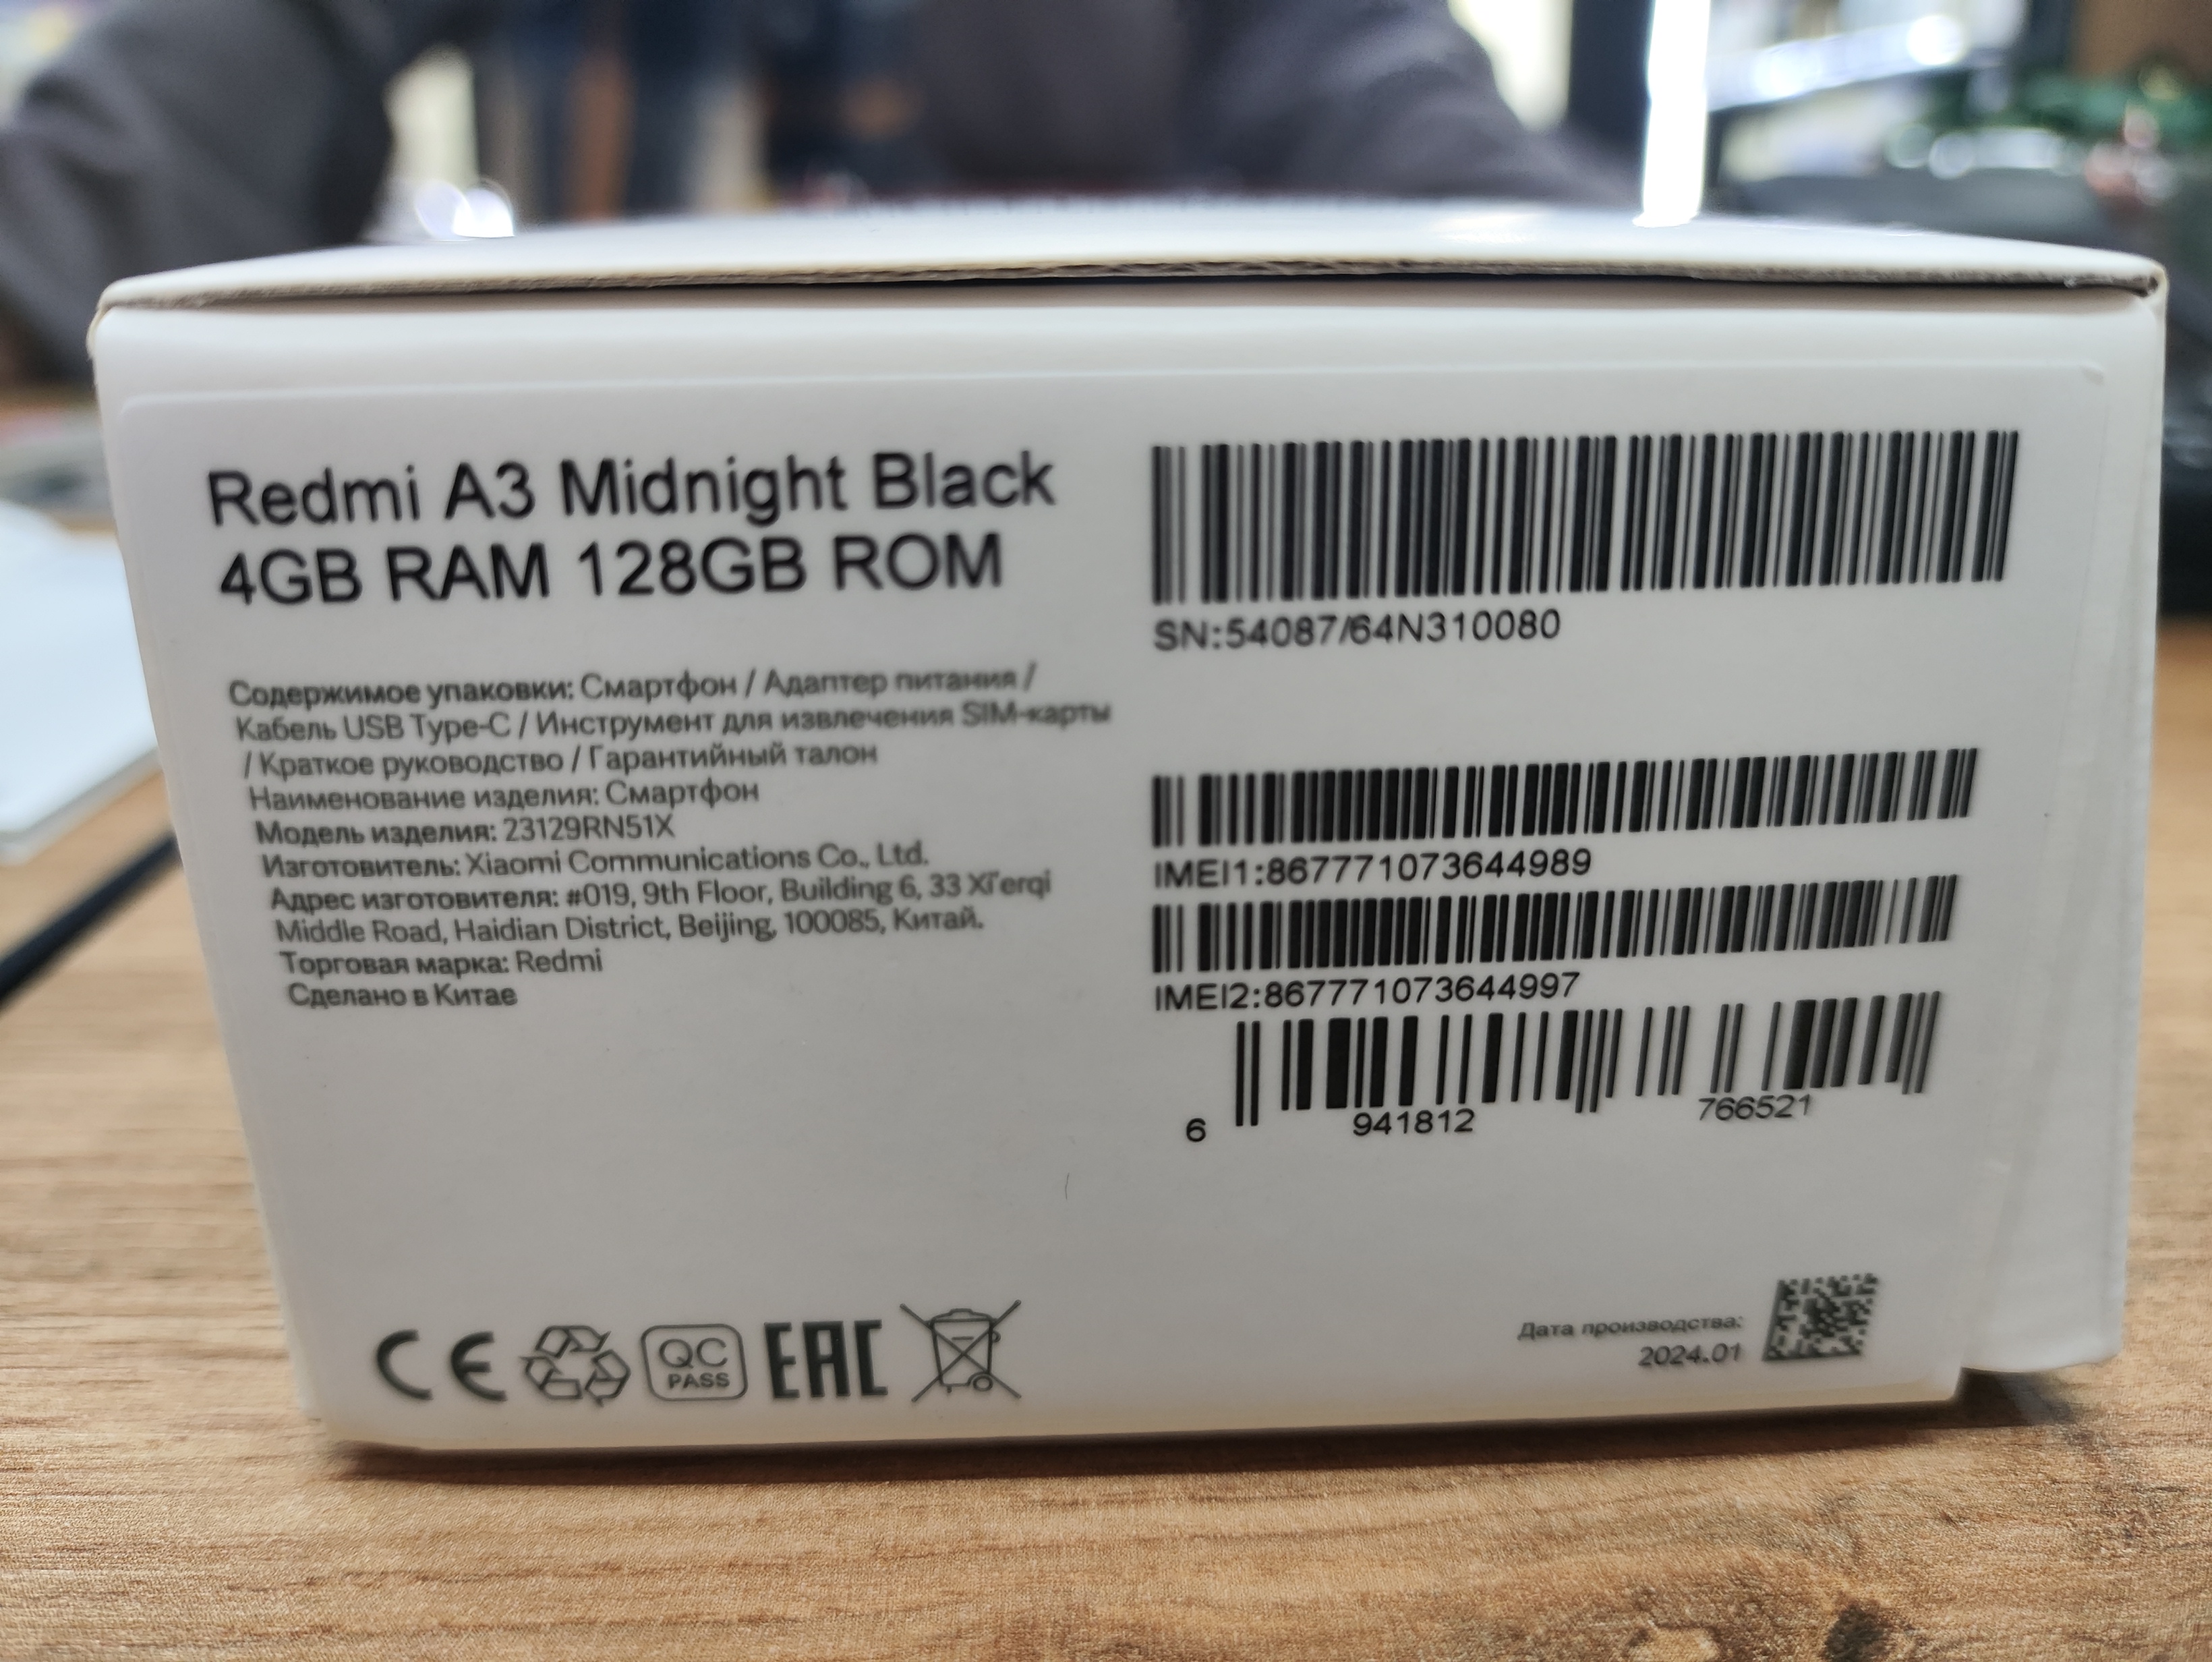 Redmi A3 Midnight Black
4GB RAM 128GB ROM
Содержимое упаковки: Смартфон / Адаптер питания /
Кабель USB Type-C / Инструмент для извлечения SIM-карты
/ Краткое руководство / Гарантийный талон
Наименование изделия: Смартфон
Модель изделия: 23129RN51X
Изготовитель: Xiaomi Communications Co., Ltd.
Адрес изготовителя: #019, 9th Floor, Building 6, 33 Xi'erqi
Middle Road, Haidian District, Beijing, 100085, Китай.
Торговая марка: Redmi
Сделано в Китае
SN:54087/64N310080
IMEI1:867771073644989
IMEI2:867771073644997
6 941812 766521
CE QC PASS EAC
Дата производства:
2024.01